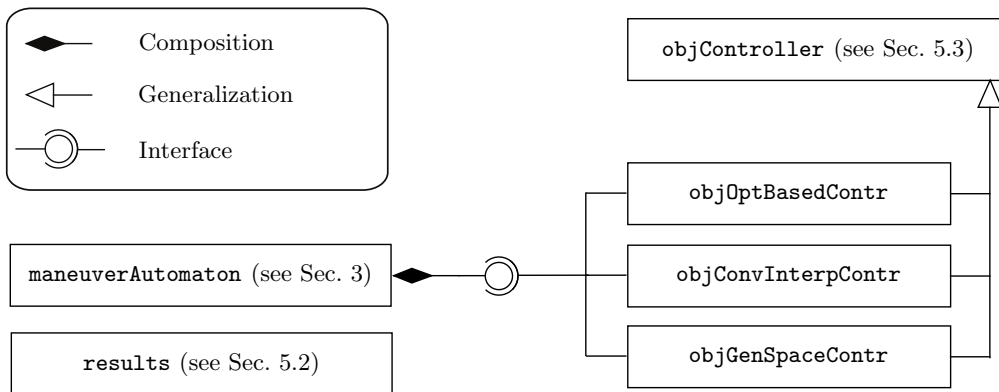 Composition
Generalization
Interface
objController (see Sec. 5.3)
objOptBasedContr
maneuverAutomaton (see Sec. 3)
objConvInterpContr
results (see Sec. 5.2)
objGenSpaceContr